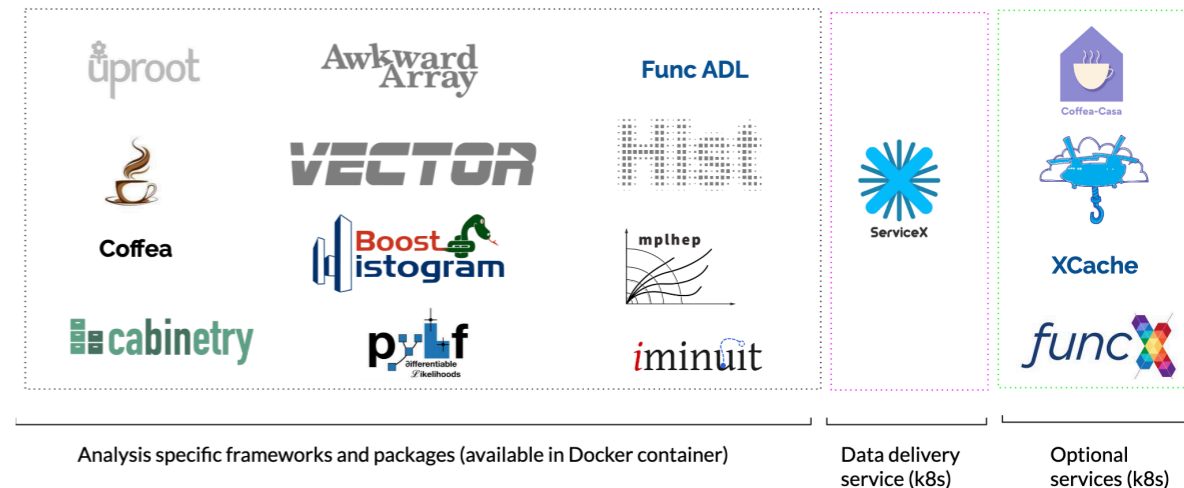 uproot
Awkward
Array
Func ADL
VECTOR
Hist
Coffea
Boost
Histogram
mplhep
cabinetry
pyhf
differentiable
Likelihoods
iminuit
ServiceX
Coffea-Casa
XCache
funcX
Analysis specific frameworks and packages (available in Docker container)
Data delivery
service (k8s)
Optional
services (k8s)